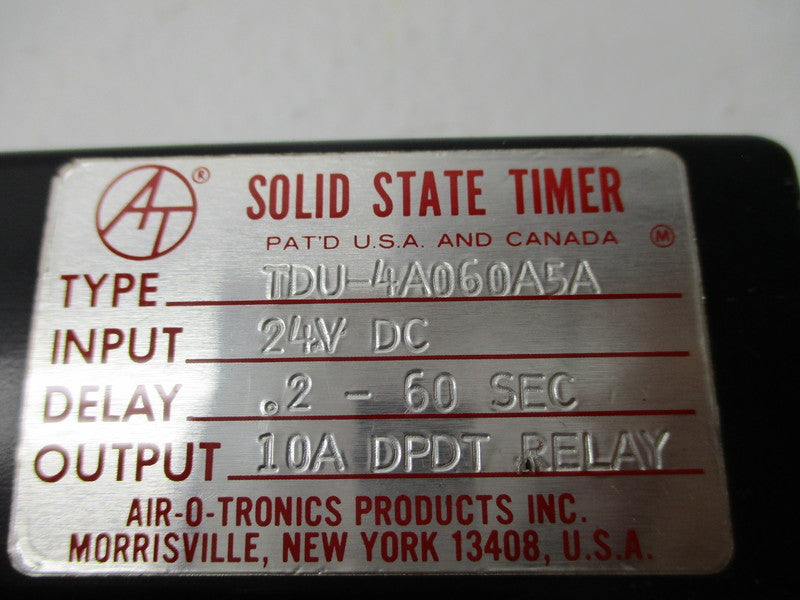 AT ® SOLID STATE TIMER
PAT'D U.S.A. AND CANADA M
TYPE TDU-4A060A5A
INPUT 24V DC
DELAY .2 - 60 SEC
OUTPUT 10A DPDT RELAY
AIR-O-TRONICS PRODUCTS INC.
MORRISVILLE, NEW YORK 13408, U.S.A.